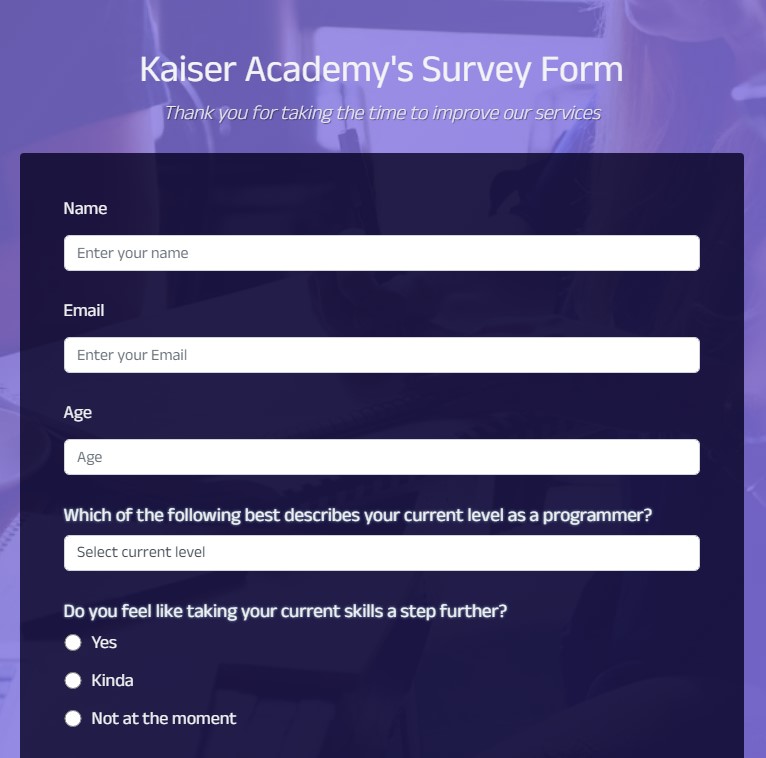 Kaiser Academy's Survey Form
Thank you for taking the time to improve our services
Name
Enter your name
Email
Enter your Email
Age
Age
Which of the following best describes your current level as a programmer?
Select current level
Do you feel like taking your current skills a step further?
Yes
Kinda
Not at the moment